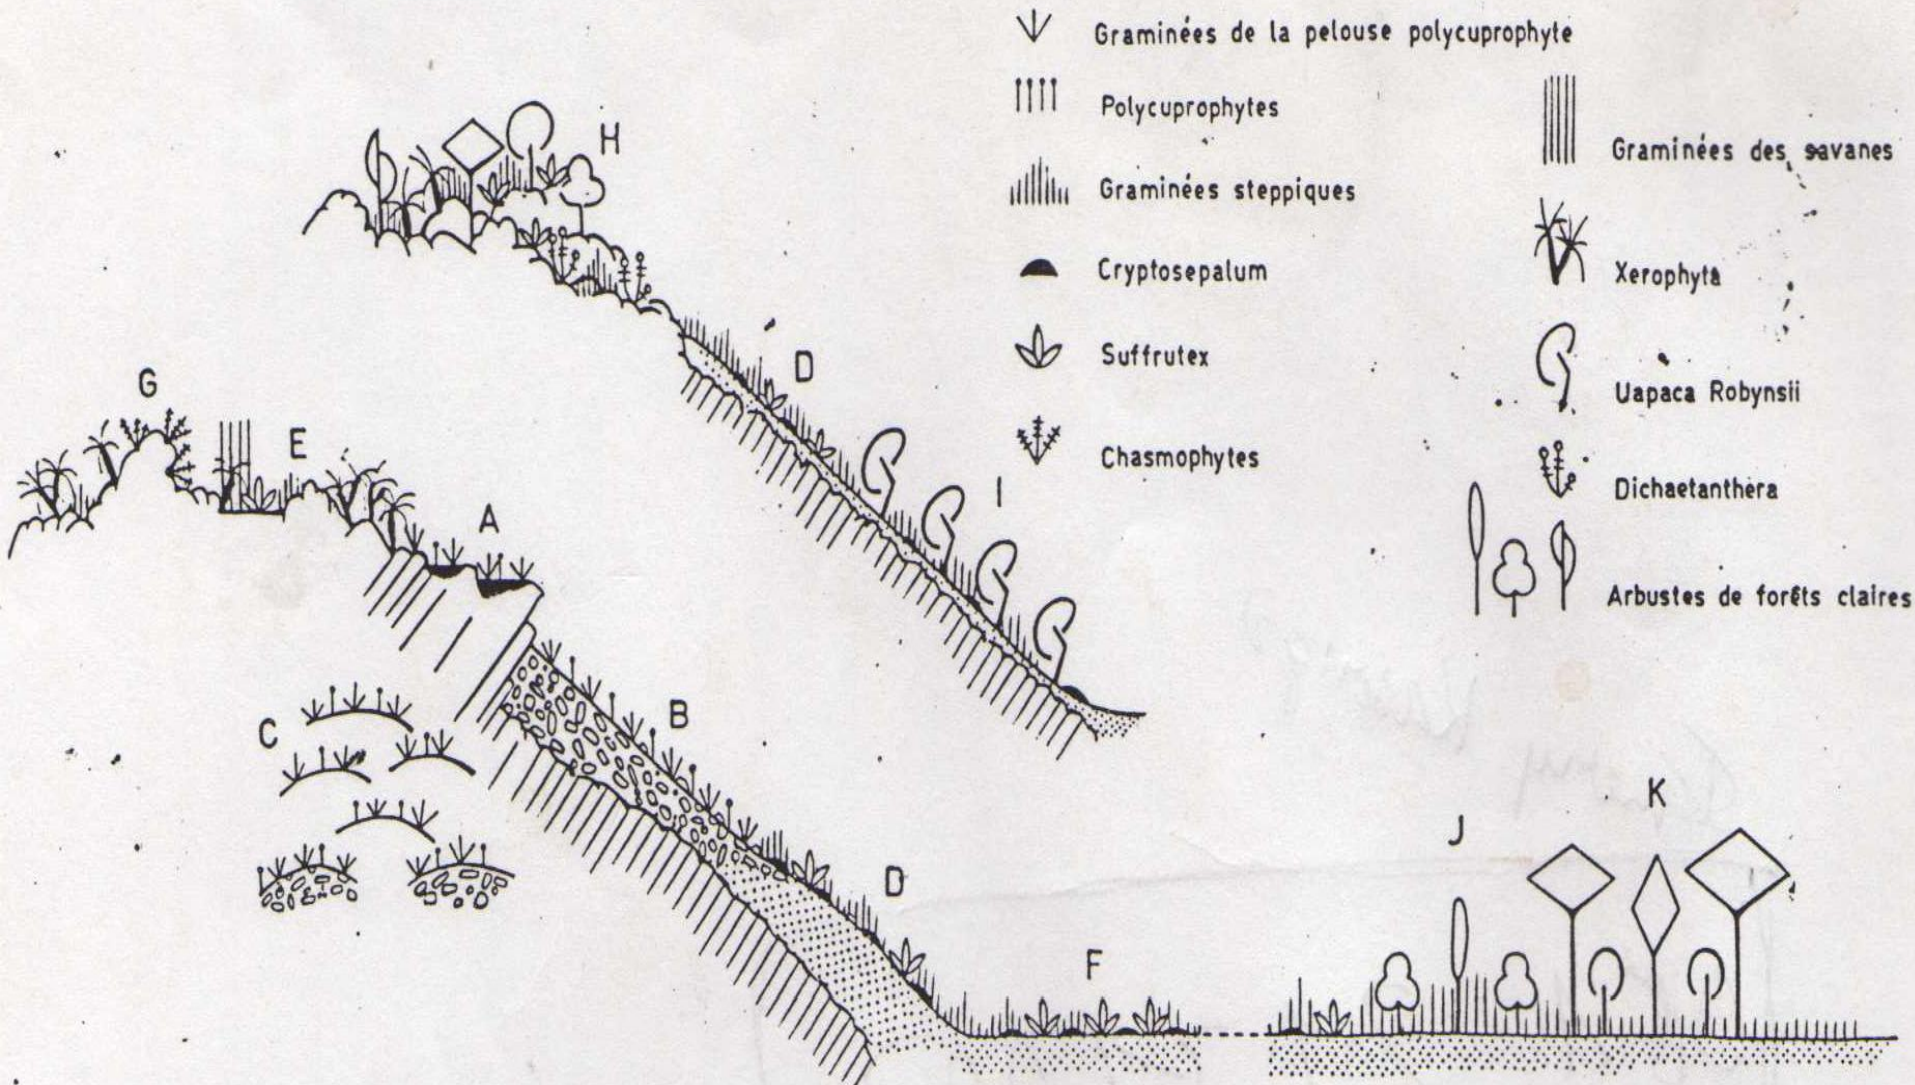 Graminées de la pelouse polycuprophyte
Polycuprophytes
Graminées steppiques
Cryptosepalum
Suffrutex
Chasmophytes
Graminées des savanes
Xerophyta
Uapaca Robynsii
Dichaetanthera
Arbustes de forêts claires
H
D
G
E
I
A
B
C
D
F
J
K